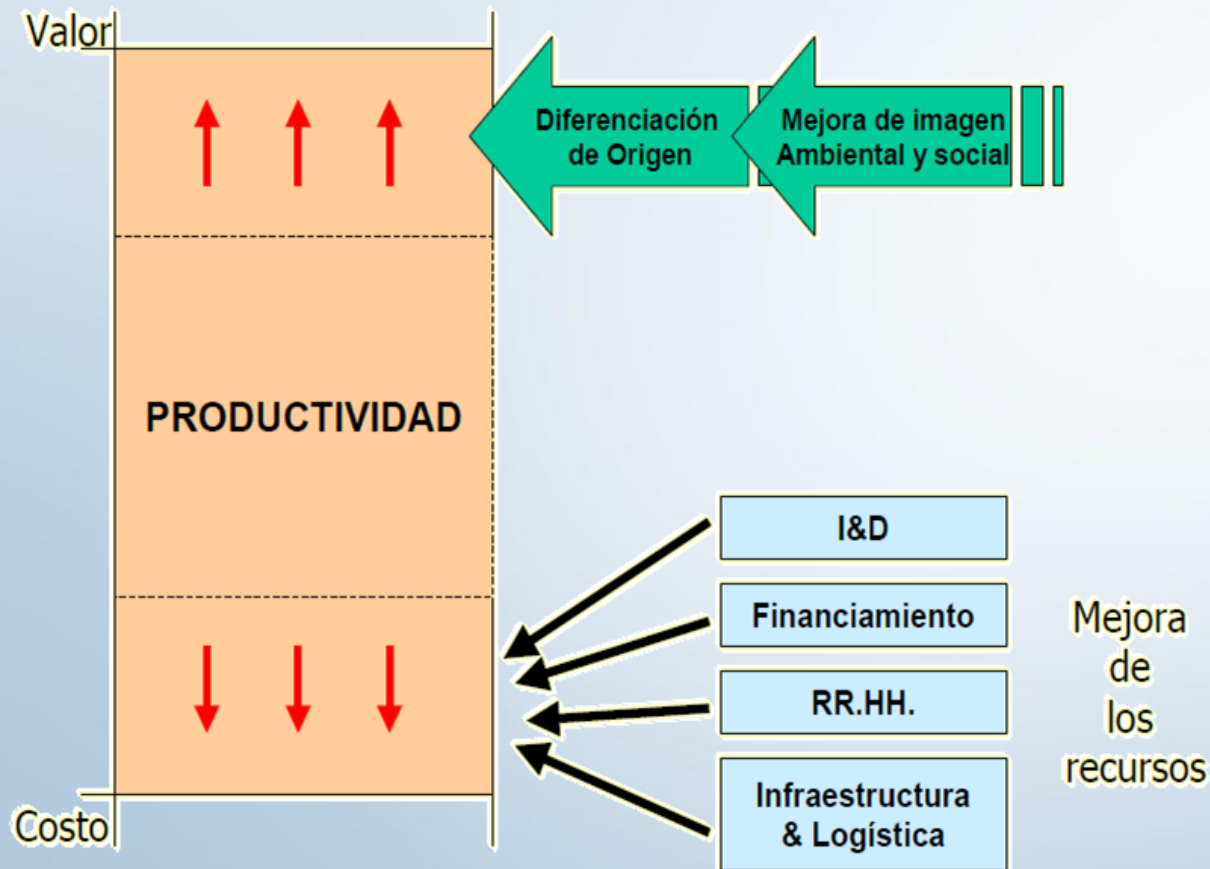 Valor
Diferenciación
de Origen
Mejora de imagen
Ambiental y social
PRODUCTIVIDAD
I&D
Financiamiento
RR.HH.
Infraestructura
& Logística
Mejora
de
los
recursos
Costo